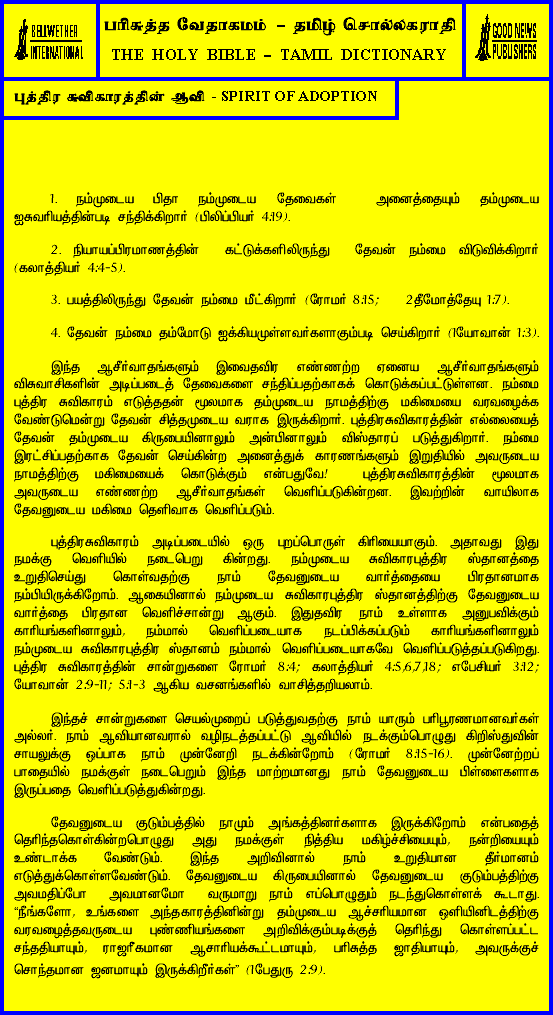 BELLWETHER
INTERNATIONAL
பரிசுத்த வேதாகமம் - தமிழ் சொல்லகராதி
THE HOLY BIBLE - TAMIL DICTIONARY
GOOD NEWS
PUBLISHERS
புத்திர சுவிகாரத்தின் ஆவி - SPIRIT OF ADOPTION
1. நம்முடைய பிதா நம்முடைய தேவைகள் அனைத்தையும் தம்முடைய
ஐசுவரியத்தின்படி சந்திக்கிறார் (பிலிப்பியர் 4:19).
2. நியாயப்பிரமாணத்தின் கட்டுக்களிலிருந்து தேவன் நம்மை விடுவிக்கிறார்
(கலாத்தியர் 4:4-5).
3. பயத்திலிருந்து தேவன் நம்மை மீட்கிறார் (ரோமர் 8:15; 2தீமோத்தேயு 1:7).
4. தேவன் நம்மை தம்மோடு ஐக்கியமுள்ளவர்களாகும்படி செய்கிறார் (1யோவான் 1:3).
இந்த ஆசீர்வாதங்களும் இவைதவிர எண்ணற்ற ஏனைய ஆசீர்வாதங்களும்
விசுவாசிகளின் அடிப்படைத் தேவைகளை சந்திப்பதற்காகக் கொடுக்கப்பட்டுள்ளன. நம்மை
புத்திர சுவிகாரம் எடுத்ததன் மூலமாக தம்முடைய நாமத்திற்கு மகிமையை வரவழைக்க
வேண்டுமென்று தேவன் சித்தமுடைய வராக இருக்கிறார். புத்திரசுவிகாரத்தின் எல்லையைத்
தேவன் தம்முடைய கிருபையினாலும் அன்பினாலும் விஸ்தாரப் படுத்துகிறார். நம்மை
இரட்சிப்பதற்காக தேவன் செய்கின்ற அனைத்துக் காரணங்களும் இறுதியில் அவருடைய
நாமத்திற்கு மகிமையைக் கொடுக்கும் என்பதுவே! புத்திரசுவிகாரத்தின் மூலமாக
அவருடைய எண்ணற்ற ஆசீர்வாதங்கள் வெளிப்படுகின்றன. இவற்றின் வாயிலாக
தேவனுடைய மகிமை தெளிவாக வெளிப்படும்.
புத்திரசுவிகாரம் அடிப்படையில் ஒரு புறப்பொருள் கிரியையாகும். அதாவது இது
நமக்கு வெளியில் நடைபெறு கின்றது. நம்முடைய சுவிகாரபுத்திர ஸ்தானத்தை
உறுதிசெய்து கொள்வதற்கு நாம் தேவனுடைய வார்த்தையை பிரதானமாக
நம்பியிருக்கிறோம். ஆகையினால் நம்முடைய சுவிகாரபுத்திர ஸ்தானத்திற்கு தேவனுடைய
வார்த்தை பிரதான வெளிச்சான்று ஆகும். இதுதவிர நாம் உள்ளாக அனுபவிக்கும்
காரியங்களினாலும், நம்மால் வெளிப்படையாக நடப்பிக்கப்படும் காரியங்களினாலும்
நம்முடைய சுவிகாரபுத்திர ஸ்தானம் நம்மால் வெளிப்படையாகவே வெளிப்படுத்தப்படுகிறது.
புத்திர சுவிகாரத்தின் சான்றுகளை ரோமர் 8:4; கலாத்தியர் 4:5,6,7,18; எபேசியர் 3:12;
யோவான் 2:9-11; 5:1-3 ஆகிய வசனங்களில் வாசித்தறியலாம்.
இந்தச் சான்றுகளை செயல்முறைப் படுத்துவதற்கு நாம் யாரும் பரிபூரணமானவர்கள்
அல்லர். நாம் ஆவியானவரால் வழிநடத்தப்பட்டு ஆவியில் நடக்கும்பொழுது கிறிஸ்துவின்
சாயலுக்கு ஒப்பாக நாம் முன்னேறி நடக்கின்றோம் (ரோமர் 8:15-16). முன்னேற்றப்
பாதையில் நமக்குள் நடைபெறும் இந்த மாற்றமானது நாம் தேவனுடைய பிள்ளைகளாக
இருப்பதை வெளிப்படுத்துகின்றது.
தேவனுடைய குடும்பத்தில் நாமும் அங்கத்தினர்களாக இருக்கிறோம் என்பதைத்
தெரிந்தகொள்கின்றபொழுது அது நமக்குள் நித்திய மகிழ்ச்சியையும், நன்றியையும்
உண்டாக்க வேண்டும். இந்த அறிவினால் நாம் உறுதியான தீர்மானம்
எடுத்துக்கொள்ளவேண்டும். தேவனுடைய கிருபையினால் தேவனுடைய குடும்பத்திற்கு
அவமதிப்போ அவமானமோ வருமாறு நாம் எப்பொழுதும் நடந்துகொள்ளக் கூடாது.
"நீங்களோ, உங்களை அந்தகாரத்தினின்று தம்முடைய ஆச்சரியமான ஒளியினிடத்திற்கு
வரவழைத்தவருடைய புண்ணியங்களை அறிவிக்கும்படிக்குத் தெரிந்து கொள்ளப்பட்ட
சந்ததியாயும், ராஜரீகமான ஆசாரியக்கூட்டமாயும், பரிசுத்த ஜாதியாயும், அவருக்குச்
சொந்தமான ஜனமாயும் இருக்கிறீர்கள்" (1பேதுரு 2:9).